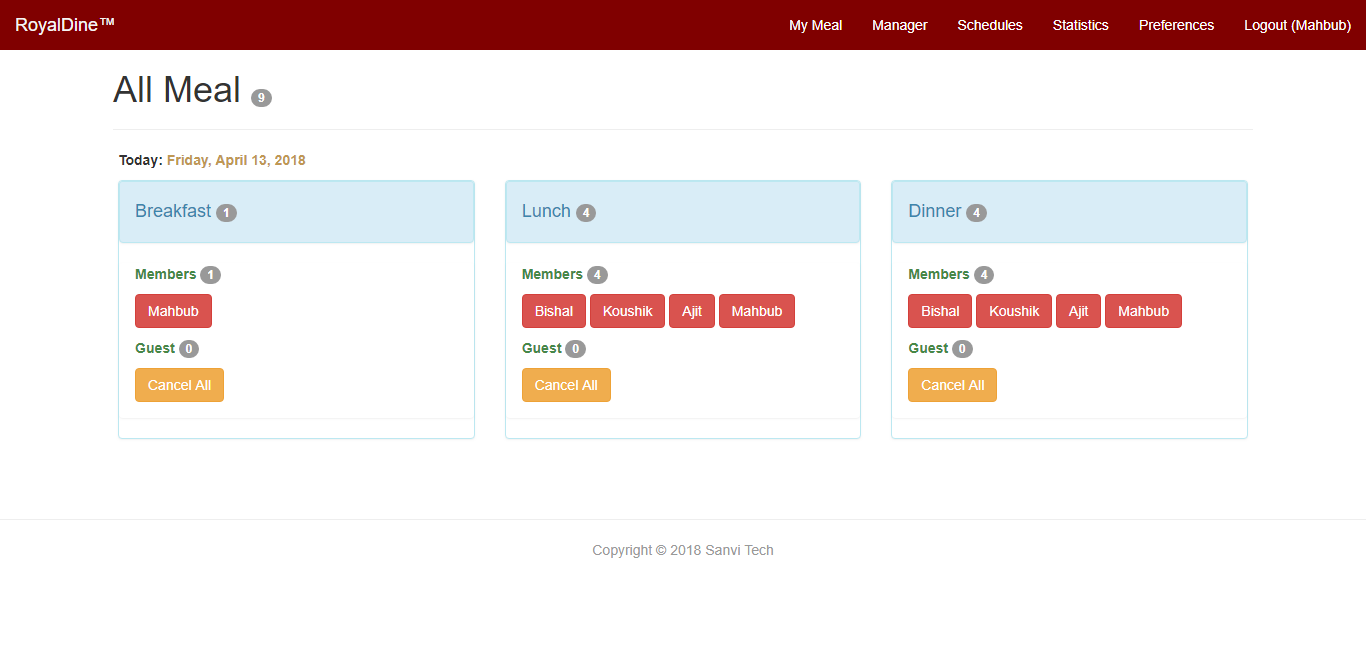 RoyalDine™ My Meal Manager Schedules Statistics Preferences Logout (Mahbub)
All Meal 9
Today: Friday, April 13, 2018
Breakfast 1
Members 1
Mahbub
Guest 0
Cancel All
Lunch 4
Members 4
Bishal Koushik Ajit Mahbub
Guest 0
Cancel All
Dinner 4
Members 4
Bishal Koushik Ajit Mahbub
Guest 0
Cancel All
Copyright © 2018 Sanvi Tech